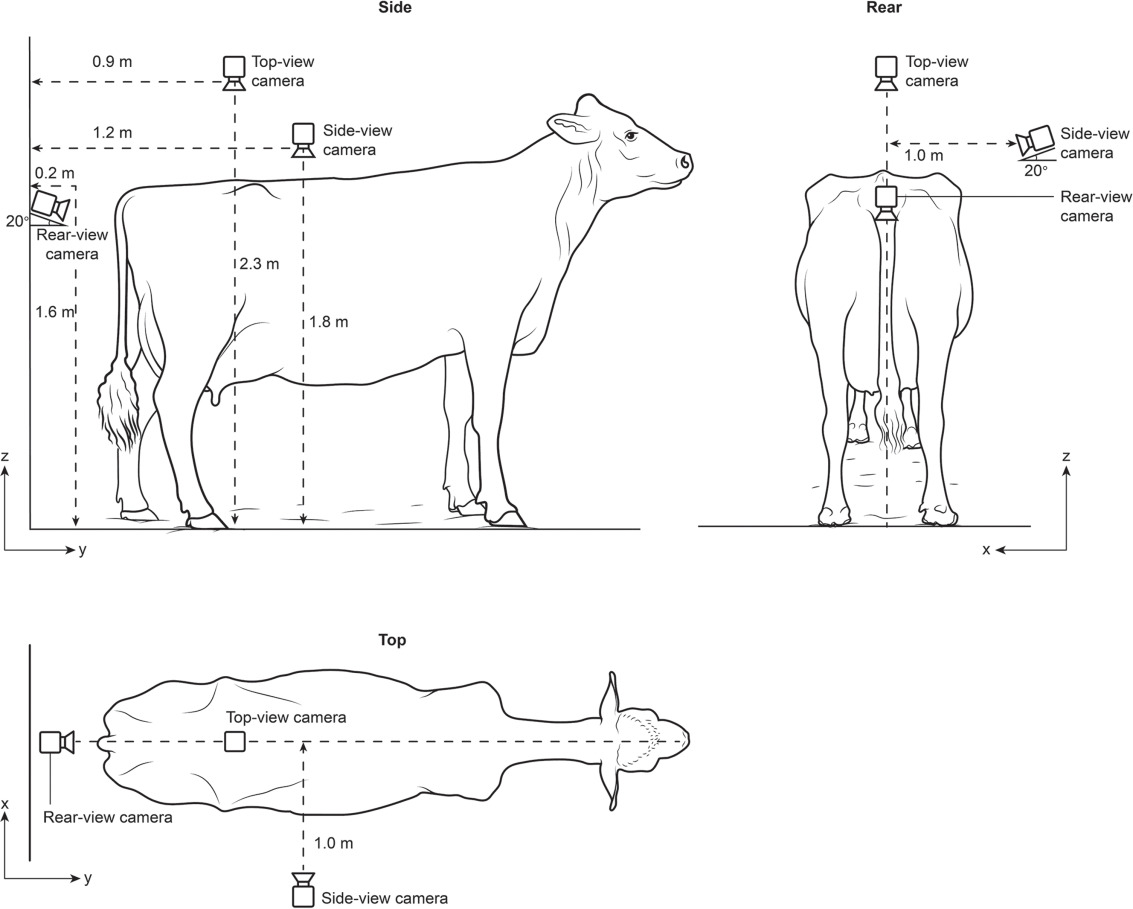 Side
Rear
0.9 m
Top-view
camera
Top-view
camera
1.2 m
Side-view
camera
Side-view
camera
1.0 m
20°
0.2 m
20°
Rear-view
camera
Rear-view
camera
2.3 m
1.6 m
1.8 m
z
y
z
x
Top
Top-view camera
Rear-view camera
x
1.0 m
y
Side-view camera